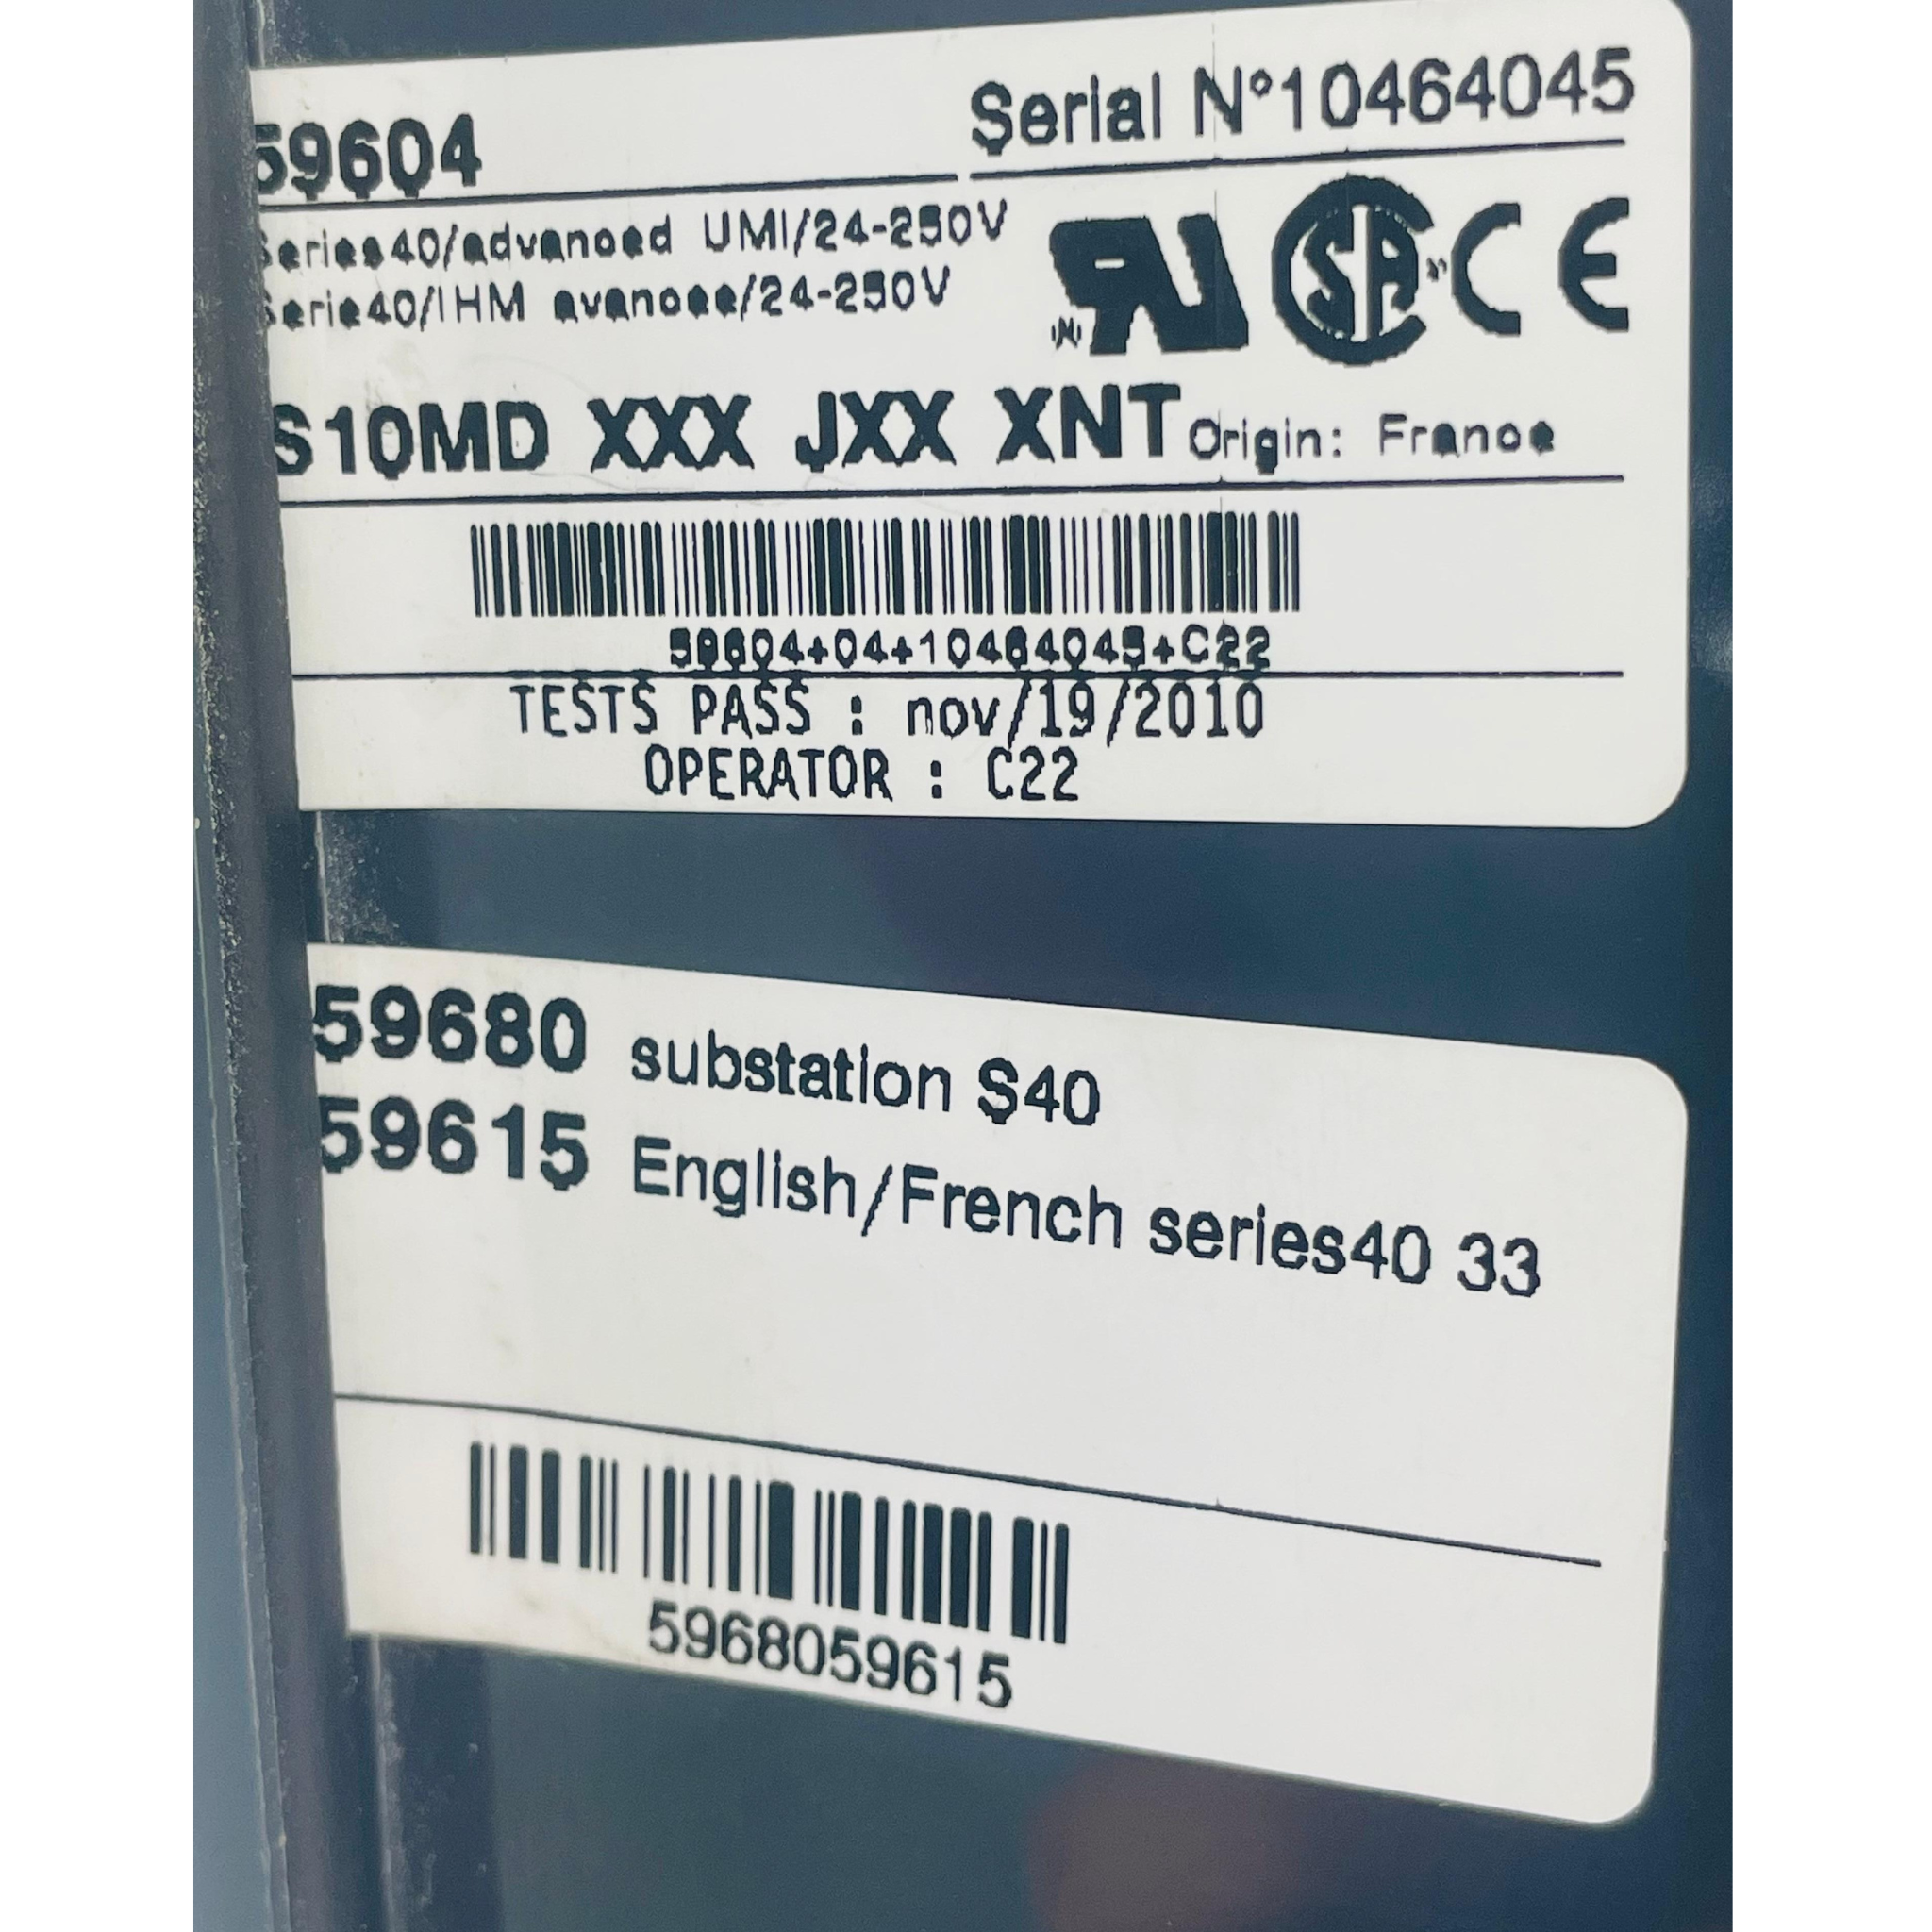 59604
Serial N°10464045
Series40/advanced UMI/24-250V
Serie40/IHM avancee/24-250V
S10MD XXX JXX XNT Origin: France
59604+04+10464045+C22
TESTS PASS : nov/19/2010
OPERATOR : C22
59680 substation S40
59615 English/French series40 33
5968059615